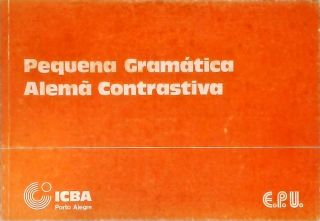 Pequena Gramática
Alemã Contrastiva
ICBA
Porto Alegre
E.P.U.